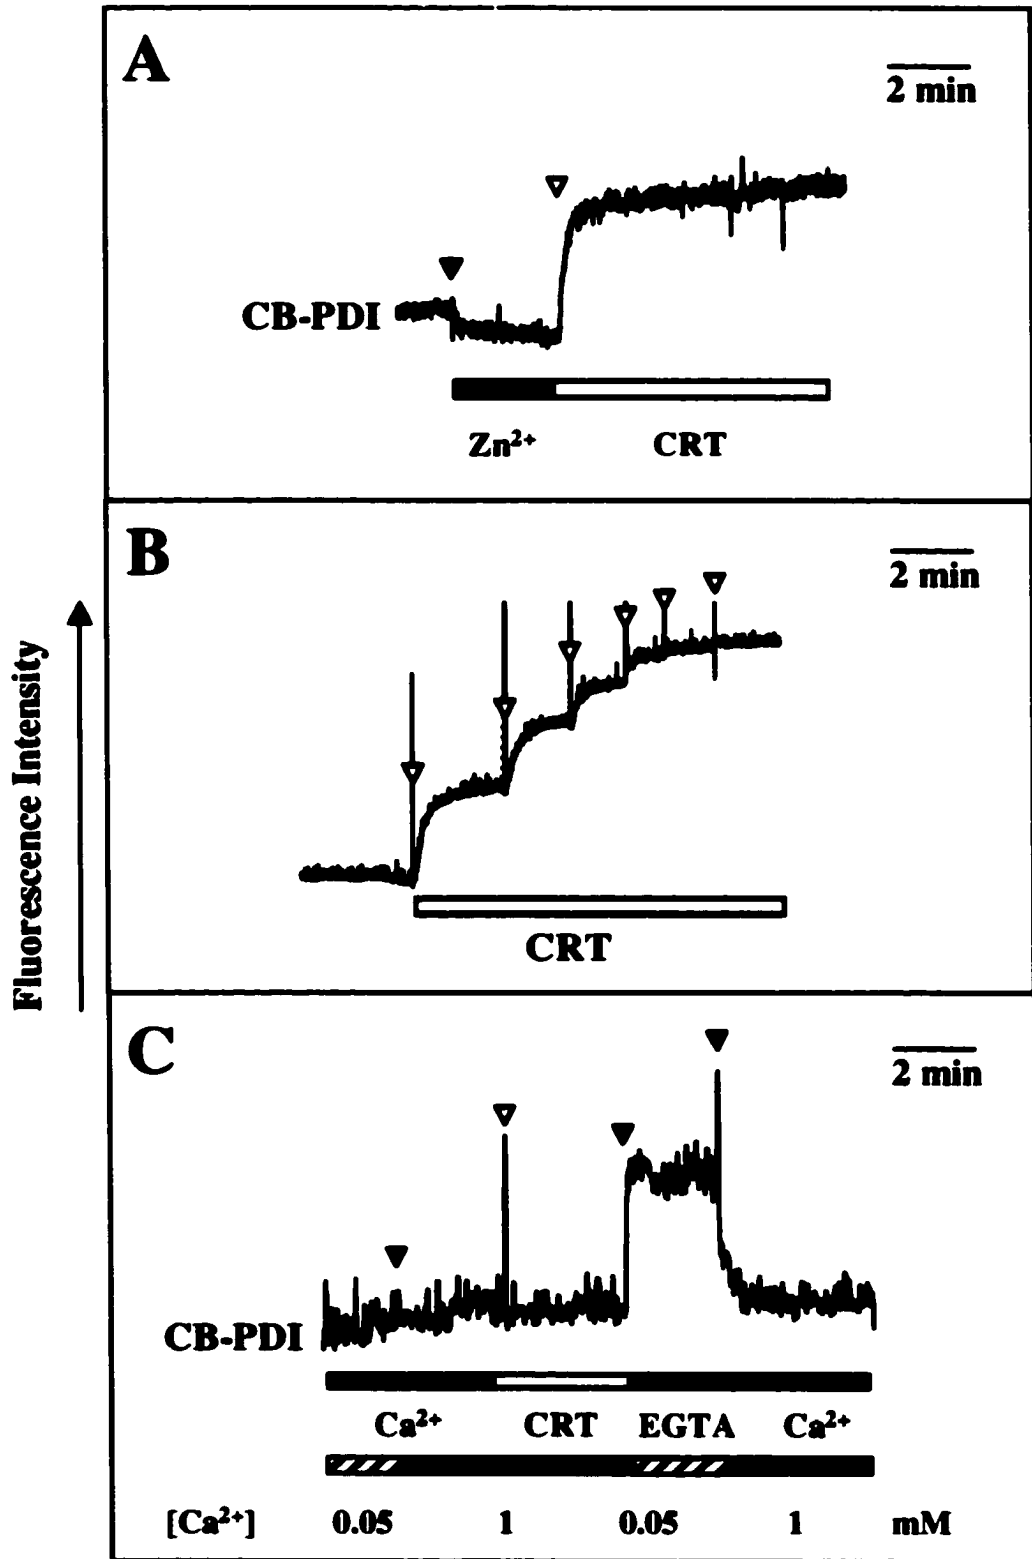 A
2 min
CB-PDI
Zn²⁺ CRT
B
2 min
Fluorescence Intensity
CRT
C
2 min
CB-PDI
Ca²⁺ CRT EGTA Ca²⁺
[Ca²⁺] 0.05 1 0.05 1 mM